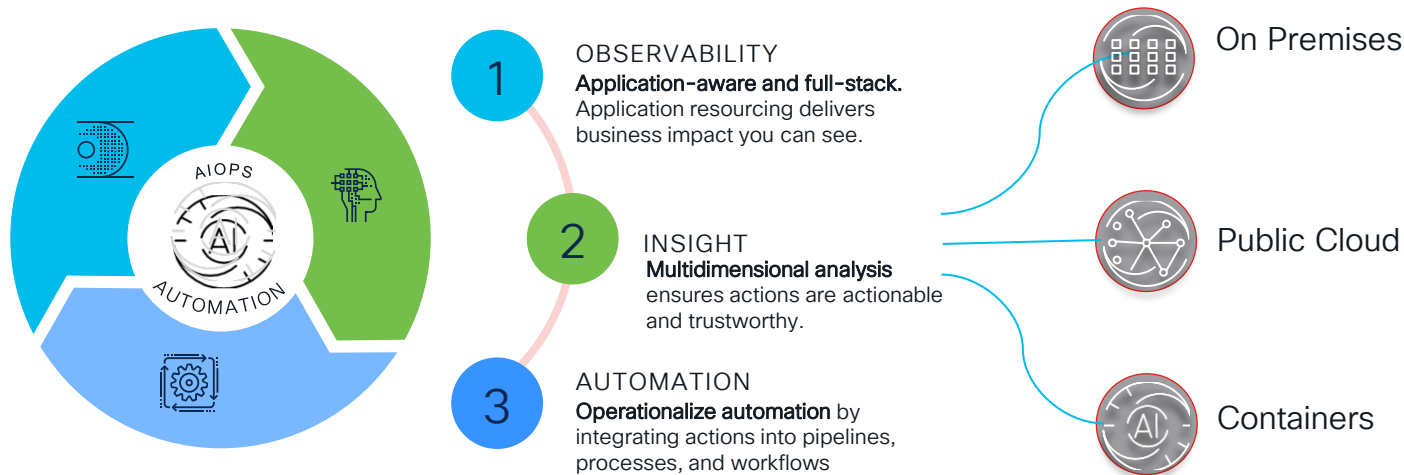 AIOPS
AI
AUTOMATION
1
OBSERVABILITY
Application-aware and full-stack.
Application resourcing delivers
business impact you can see.
2
INSIGHT
Multidimensional analysis
ensures actions are actionable
and trustworthy.
3
AUTOMATION
Operationalize automation by
integrating actions into pipelines,
processes, and workflows
On Premises
Public Cloud
AI
Containers